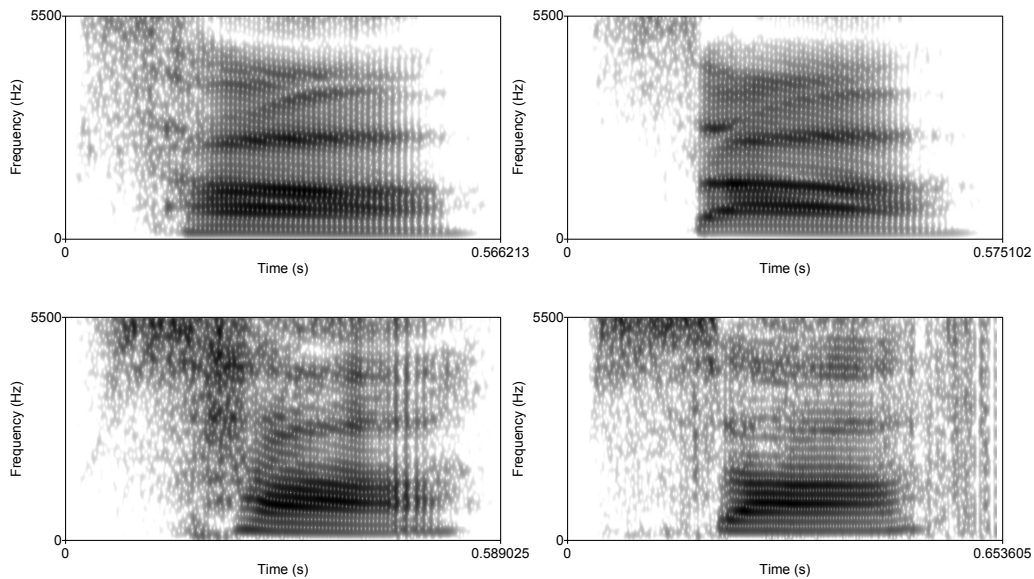 5500
Frequency (Hz)
0
0
0.566213
Time (s)
5500
Frequency (Hz)
0
0
0.575102
Time (s)
5500
Frequency (Hz)
0
0
0.589025
Time (s)
5500
Frequency (Hz)
0
0
0.653605
Time (s)